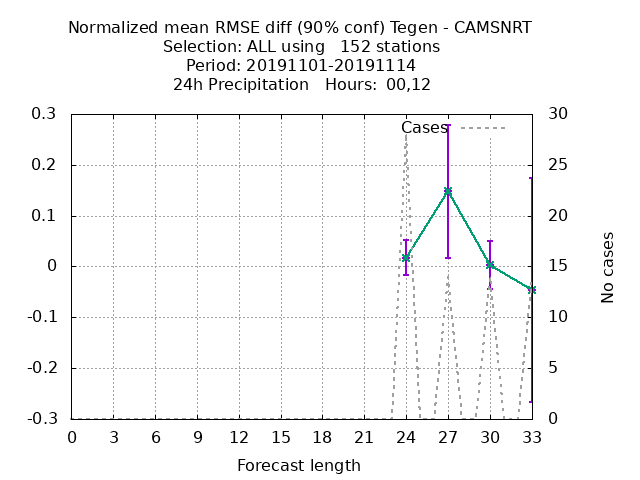 Normalized mean RMSE diff (90% conf) Tegen - CAMSNRT
Selection: ALL using   152 stations
Period: 20191101-20191114
24h Precipitation   Hours:  00,12
Cases
0.3
0.2
0.1
0
-0.1
-0.2
-0.3
30
25
20
15
10
5
0
No cases
0 3 6 9 12 15 18 21 24 27 30 33
Forecast length